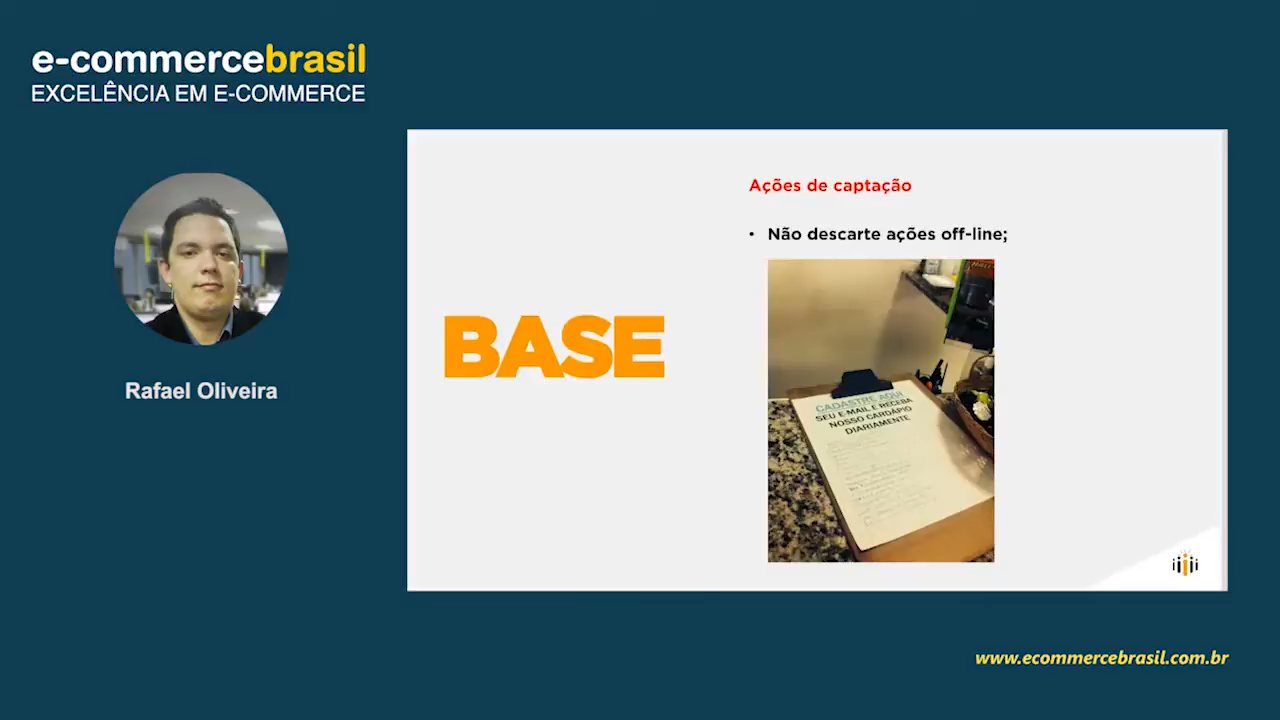 e-commercebrasil
EXCELÊNCIA EM E-COMMERCE
Rafael Oliveira
BASE
Ações de captação
• Não descarte ações off-line;
CADASTRE AQUI
SEU E-MAIL E RECEBA
NOSSO CARDÁPIO
DIARIAMENTE
www.ecommercebrasil.com.br